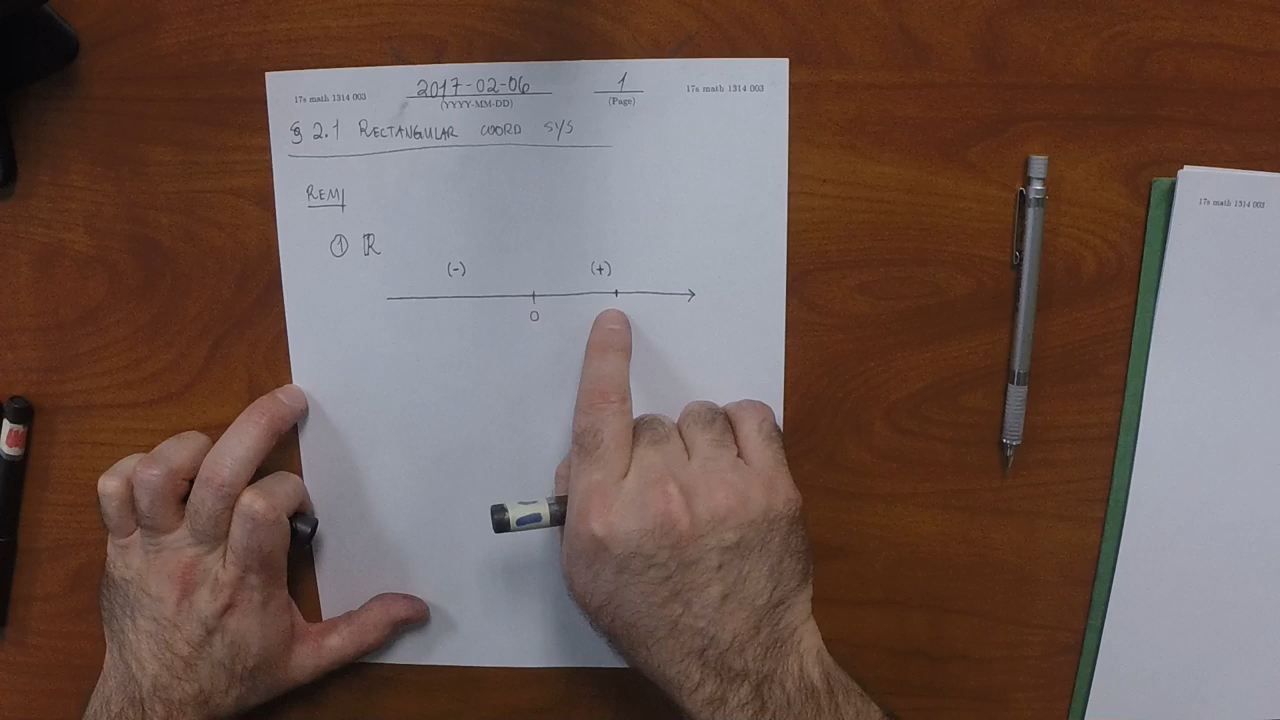 17s math 1314 003 2017-02-06 1 17s math 1314 003
(YYYY-MM-DD) (Page)
§ 2.1 RECTANGULAR COORD SYS
REM
① ℝ
(-) (+)
0
17s math 1314 003